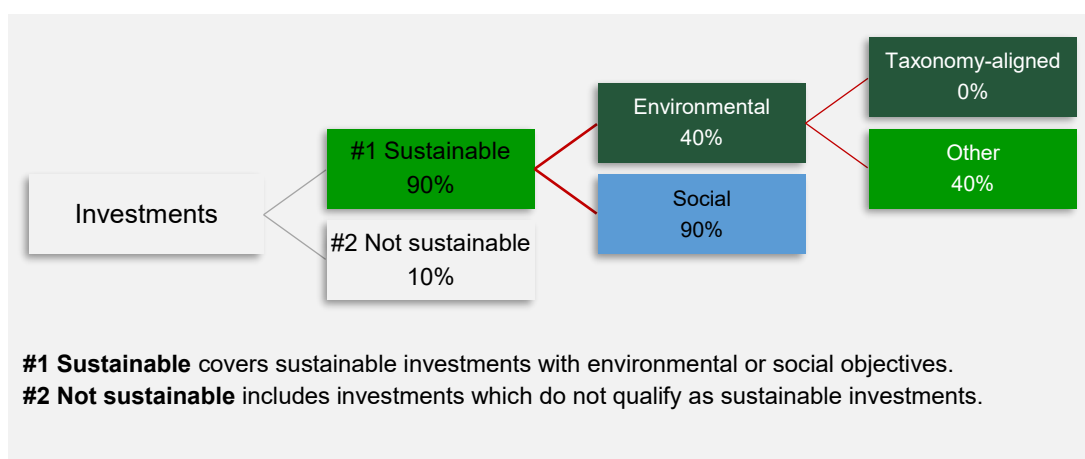 Taxonomy-aligned
0%
Environmental
40%
#1 Sustainable
90%
Other
40%
Investments
Social
90%
#2 Not sustainable
10%
#1 Sustainable covers sustainable investments with environmental or social objectives.
#2 Not sustainable includes investments which do not qualify as sustainable investments.